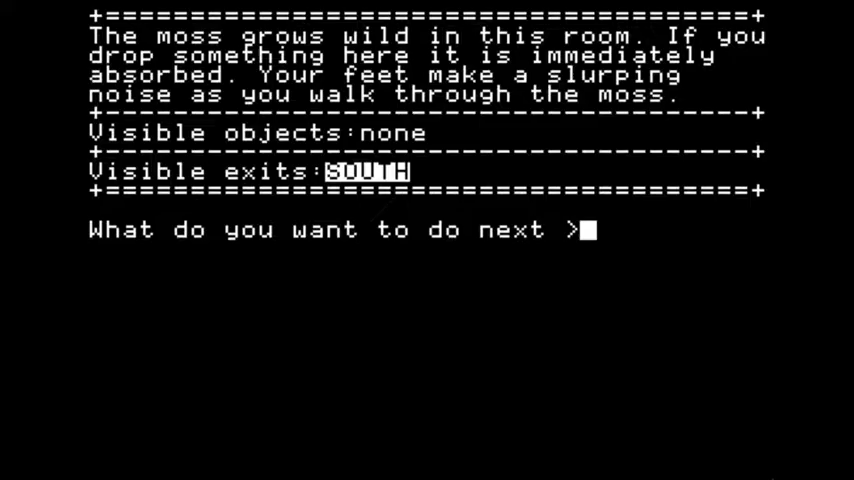 +======================================+
The moss grows wild in this room. If you
drop something here it is immediately
absorbed. Your feet make a slurping
noise as you walk through the moss.
+--------------------------------------+
Visible objects:none
+--------------------------------------+
Visible exits:SOUTH
+======================================+
What do you want to do next >